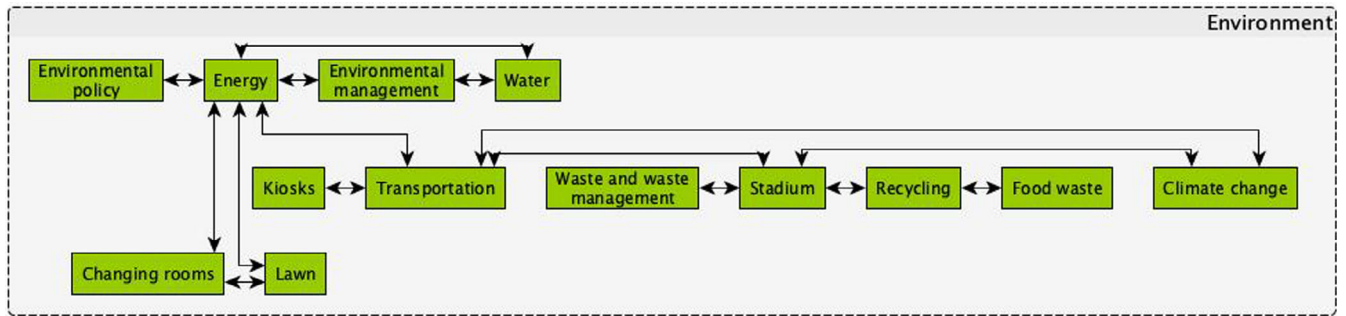 Environment
Environmental
policy
Energy
Environmental
management
Water
Kiosks
Transportation
Waste and waste
management
Stadium
Recycling
Food waste
Climate change
Changing rooms
Lawn